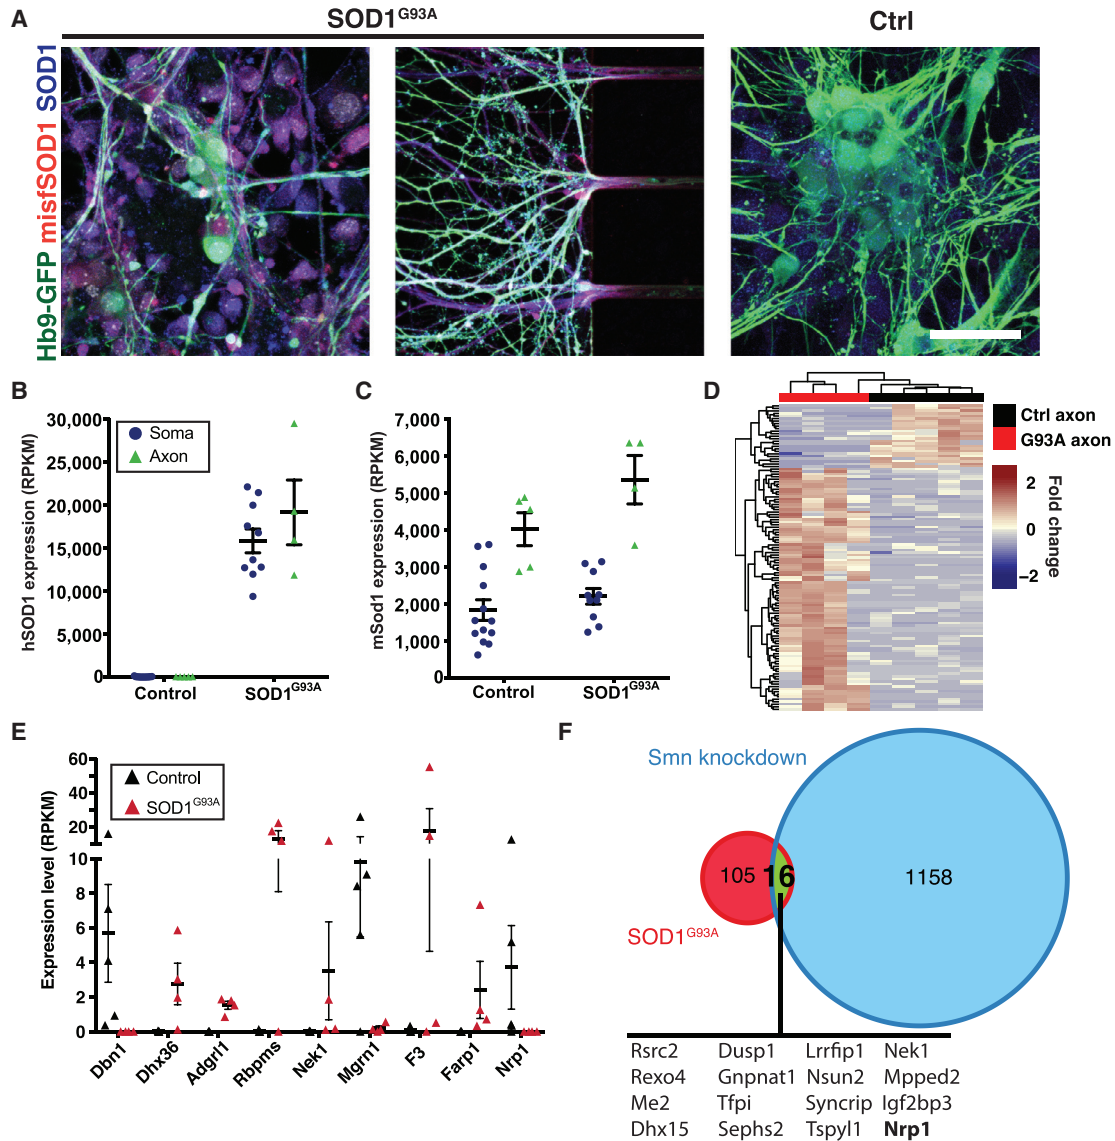 A
SOD1G93A
Ctrl
Hb9-GFP misfSOD1 SOD1
B
hSOD1 expression (RPKM)
30,000
25,000
20,000
15,000
10,000
5,000
0
Soma
Axon
Control
SOD1G93A
C
mSod1 expression (RPKM)
7,000
6,000
5,000
4,000
3,000
2,000
1,000
0
Control
SOD1G93A
D
Ctrl axon
G93A axon
2
0
−2
Fold change
E
Expression level (RPKM)
60
40
20
10
8
6
4
2
0
Control
SOD1G93A
Dbn1
Dhx36
Adgrl1
Rbpms
Nek1
Mgrn1
F3
Farp1
Nrp1
F
Smn knockdown
105
16
1158
SOD1G93A
Rsrc2 Dusp1 Lrrfip1 Nek1
Rexo4 Gnpnat1 Nsun2 Mpped2
Me2 Tfpi Syncrip Igf2bp3
Dhx15 Sephs2 Tspyl1 Nrp1